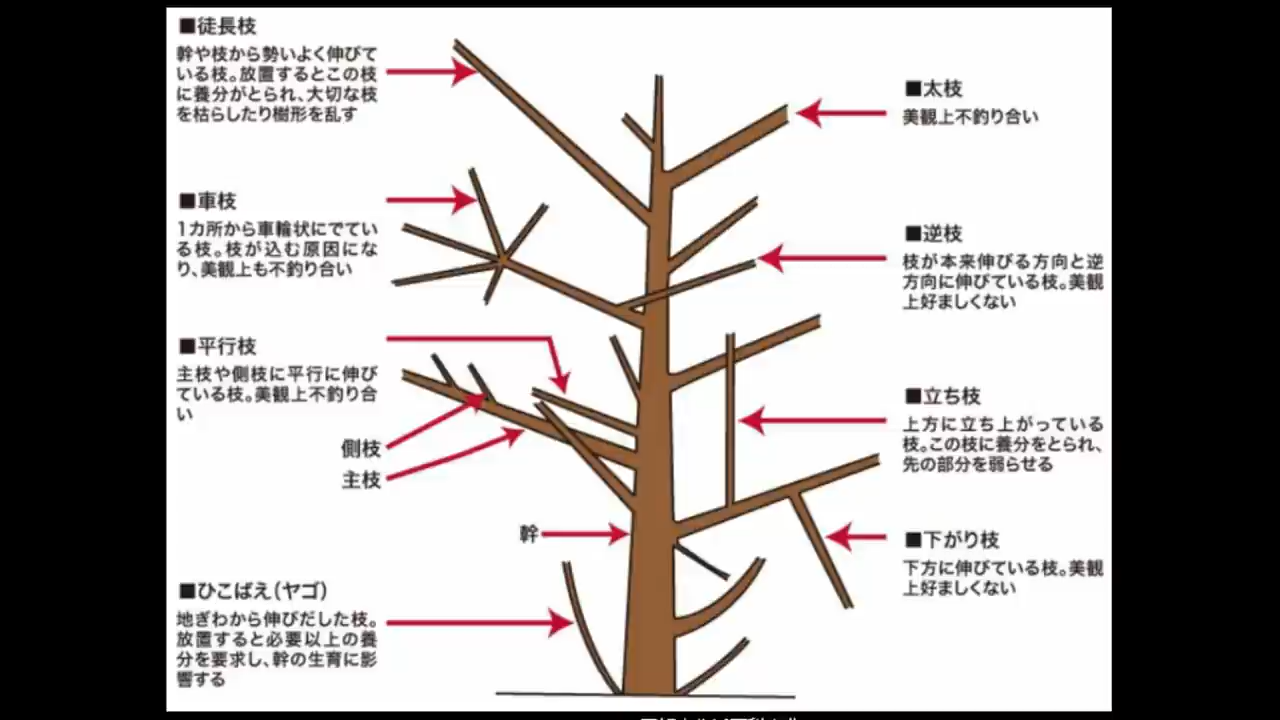 ■徒長枝
幹や枝から勢いよく伸びて
いる枝。放置するとこの枝
に養分がとられ、大切な枝
を枯らしたり樹形を乱す
■太枝
美観上不釣り合い
■車枝
1カ所から車輪状にでてい
る枝。枝が込む原因にな
り、美観上も不釣り合い
■逆枝
枝が本来伸びる方向と逆
方向に伸びている枝。美観
上好ましくない
■平行枝
主枝や側枝に平行に伸び
ている枝。美観上不釣り合
い
側枝
主枝
■立ち枝
上方に立ち上がっている
枝。この枝に養分をとられ、
先の部分を弱らせる
幹
■下がり枝
下方に伸びている枝。美観
上好ましくない
■ひこばえ(ヤゴ)
地ぎわから伸びだした枝。
放置すると必要以上の養
分を要求し、幹の生育に影
響する